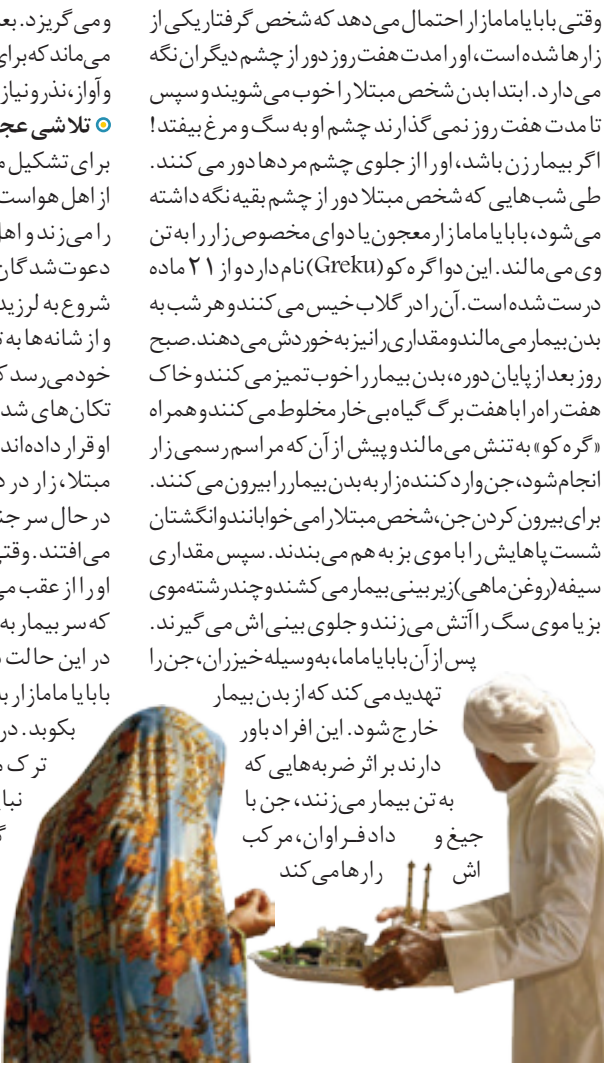 وقتی بابا یا مامازار احتمال می‌دهد که شخص گرفتار یکی از
زارها شده است، او را مدت هفت روز دور از چشم دیگران نگه
می‌دارد. ابتدا بدن شخص مبتلا را خوب می‌شویند و سپس
تا مدت هفت روز نمی گذارند چشم او به سگ و مرغ بیفتد!
اگر بیمار زن باشد، او را از جلوی چشم مردها دور می کنند.
طی شب‌هایی که شخص مبتلا دور از چشم بقیه نگه داشته
می‌شود، بابا یا مامازار معجون یا دوای مخصوص زار را به تن
وی می‌مالند. این دوا گره کو (Greku) نام دارد و از ۲۱ ماده
درست شده است. آن را در گلاب خیس می کنند و هر شب به
بدن بیمار می‌مالند و مقداری را نیز به خوردش می‌دهند. صبح
روز بعد از پایان دوره، بدن بیمار را خوب تمیز می کنند و خاک
هفت راه را با هفت برگ گیاه بی‌خار مخلوط می کنند و همراه
«گره کو» به تنش می‌مالند و پیش از آن که مراسم رسمی زار
انجام شود، جن وارد کننده زار به بدن بیمار را بیرون می کنند.
برای بیرون کردن جن، شخص مبتلا را می خوابانند و انگشتان
شست پاهایش را با موی بز به هم می‌بندند. سپس مقداری
سیفه (روغن ماهی) زیر بینی بیمار می کشند و چند رشته موی
بز یا موی سگ را آتش می‌زنند و جلوی بینی اش می گیرند.
پس از آن بابا یا ماما، به وسیله خیزران، جن را
تهدید می کند که از بدن بیمار
خارج شود. این افراد باور
دارند بر اثر ضربه‌هایی که
به تن بیمار می‌زنند، جن با
جیغ و داد فراوان، مرکب
اش را رها می کند
و می گریزد. بعد
می‌ماند که برای
و آواز، نذر و نیاز
تلاشی عج
برای تشکیل م
از اهل هواست
را می‌زند و اهل
دعوت شدگان
شروع به لرزید
و از شانه‌ها به ت
خود می‌رسد ک
تکان‌های شد
او قرار داده‌اند
مبتلا، زار در د
در حال سر جن
می‌افتند. وقتی
او را از عقب می
که سر بیمار به
در این حالت
بابا یا مامازار ب
بکوبد. در
ترک م
نبا